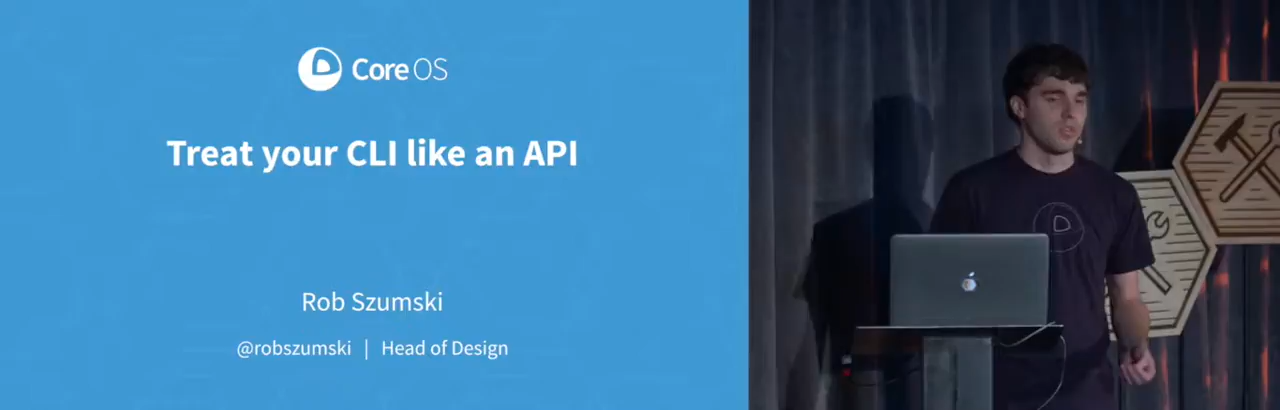 Core OS
Treat your CLI like an API
Rob Szumski
@robszumski | Head of Design